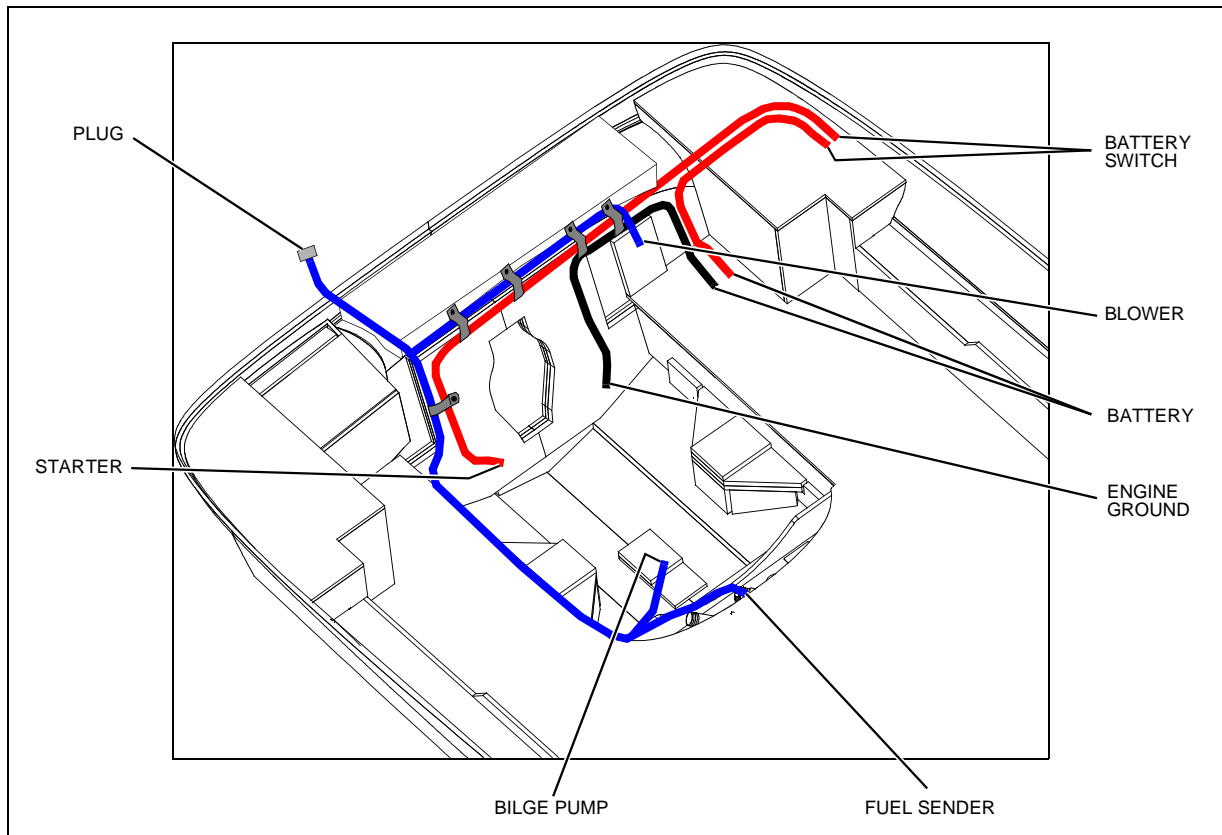 PLUG
BATTERY
SWITCH
BLOWER
BATTERY
STARTER
ENGINE
GROUND
BILGE PUMP
FUEL SENDER